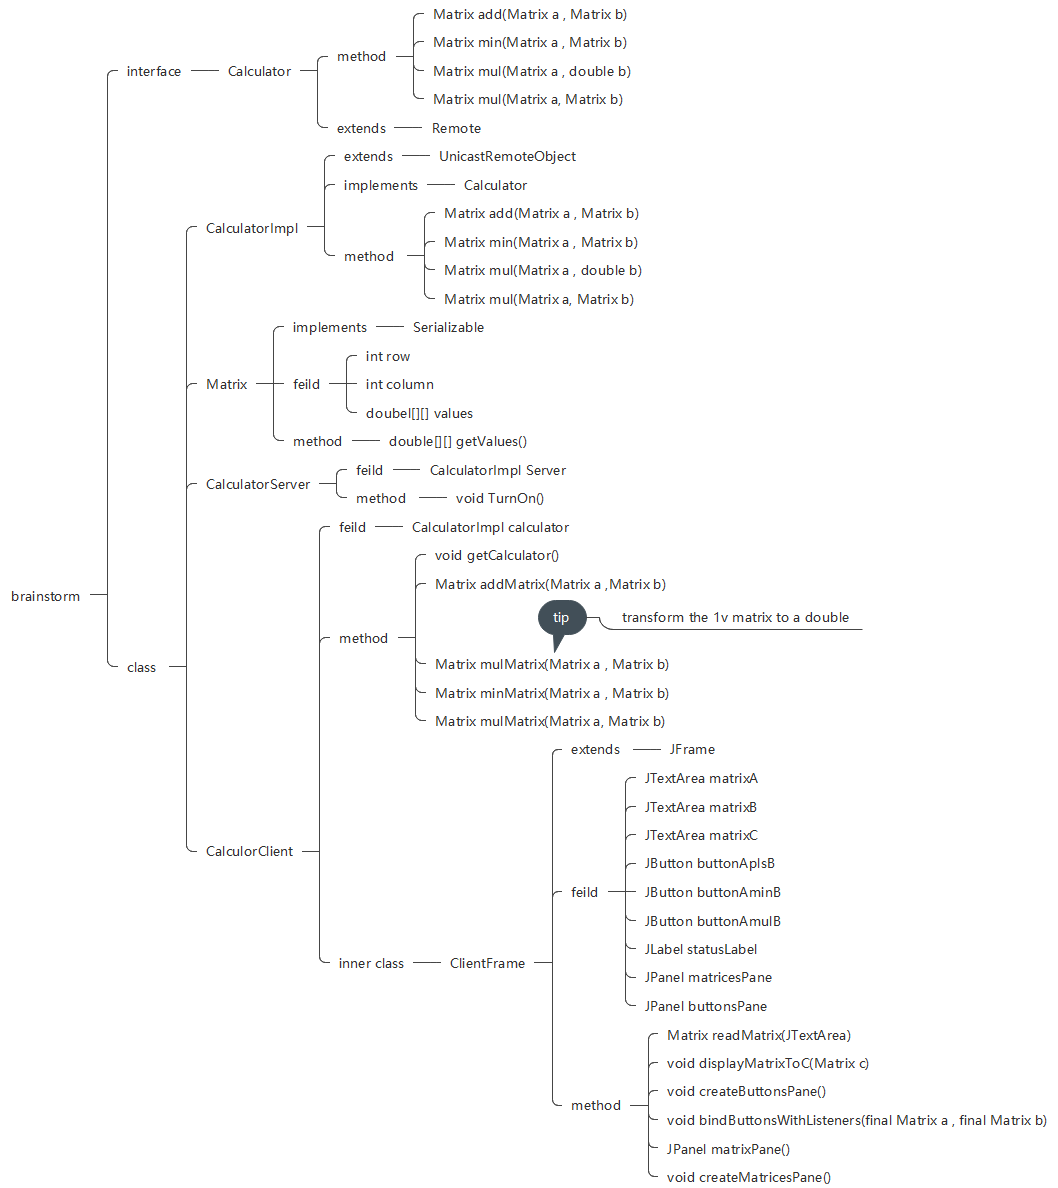 brainstorm
interface
Calculator
method
Matrix add(Matrix a , Matrix b)
Matrix min(Matrix a , Matrix b)
Matrix mul(Matrix a , double b)
Matrix mul(Matrix a, Matrix b)
extends
Remote
class
CalculatorImpl
extends
UnicastRemoteObject
implements
Calculator
method
Matrix add(Matrix a , Matrix b)
Matrix min(Matrix a , Matrix b)
Matrix mul(Matrix a , double b)
Matrix mul(Matrix a, Matrix b)
Matrix
implements
Serializable
feild
int row
int column
doubel[][] values
method
double[][] getValues()
CalculatorServer
feild
CalculatorImpl Server
method
void TurnOn()
CalculorClient
feild
CalculatorImpl calculator
method
void getCalculator()
Matrix addMatrix(Matrix a ,Matrix b)
tip
transform the 1v matrix to a double
Matrix mulMatrix(Matrix a , Matrix b)
Matrix minMatrix(Matrix a , Matrix b)
Matrix mulMatrix(Matrix a, Matrix b)
inner class
ClientFrame
extends
JFrame
feild
JTextArea matrixA
JTextArea matrixB
JTextArea matrixC
JButton buttonAplsB
JButton buttonAminB
JButton buttonAmulB
JLabel statusLabel
JPanel matricesPane
JPanel buttonsPane
method
Matrix readMatrix(JTextArea)
void displayMatrixToC(Matrix c)
void createButtonsPane()
void bindButtonsWithListeners(final Matrix a , final Matrix b)
JPanel matrixPane()
void createMatricesPane()